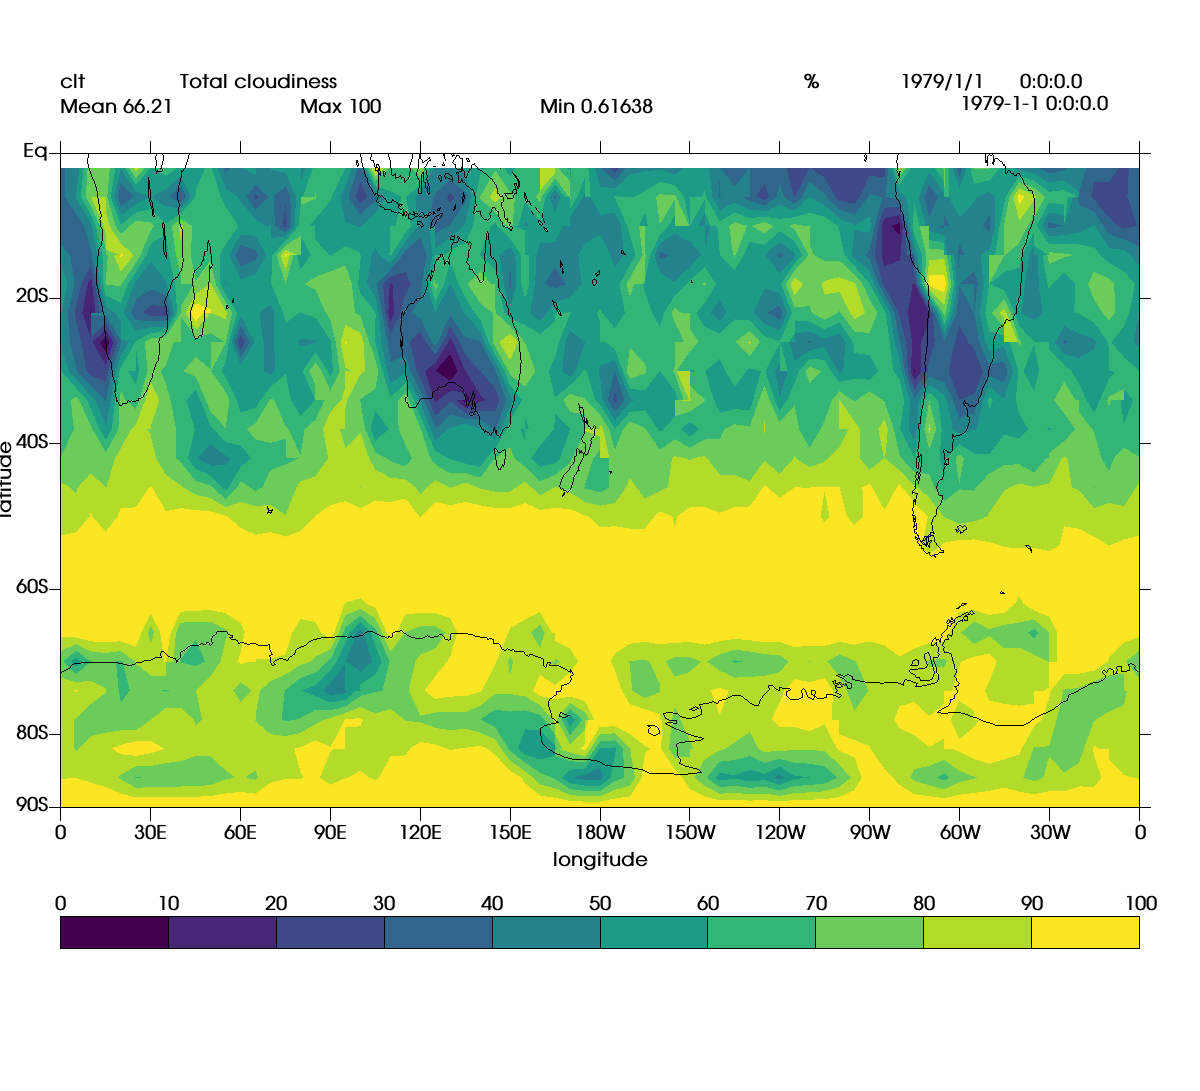 clt Total cloudiness % 1979/1/1 0:0:0.0
Mean 66.21 Max 100 Min 0.61638 1979-1-1 0:0:0.0
Eq
20S
40S
latitude
60S
80S
90S
0 30E 60E 90E 120E 150E 180W 150W 120W 90W 60W 30W 0
longitude
0 10 20 30 40 50 60 70 80 90 100